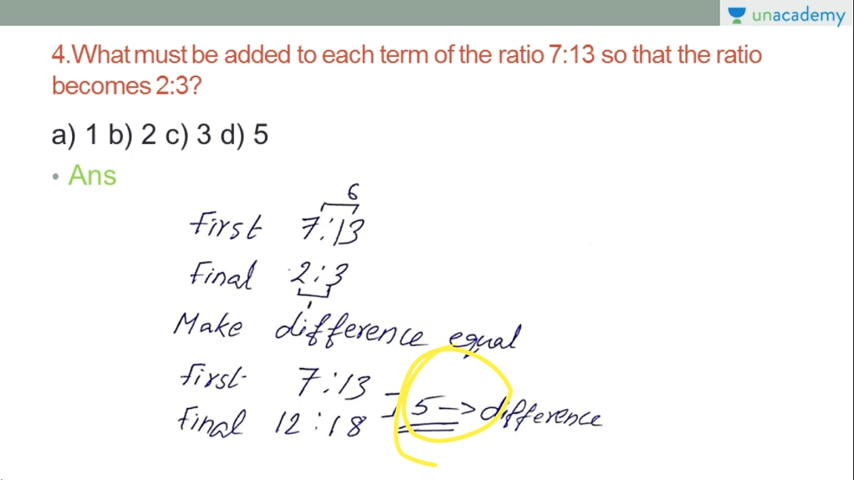 unacademy
4.What must be added to each term of the ratio 7:13 so that the ratio
becomes 2:3?
a) 1 b) 2 c) 3 d) 5
• Ans
6
First 7:13
Final 2:3
1
Make difference equal
First 7:13
Final 12:18
5 -> difference